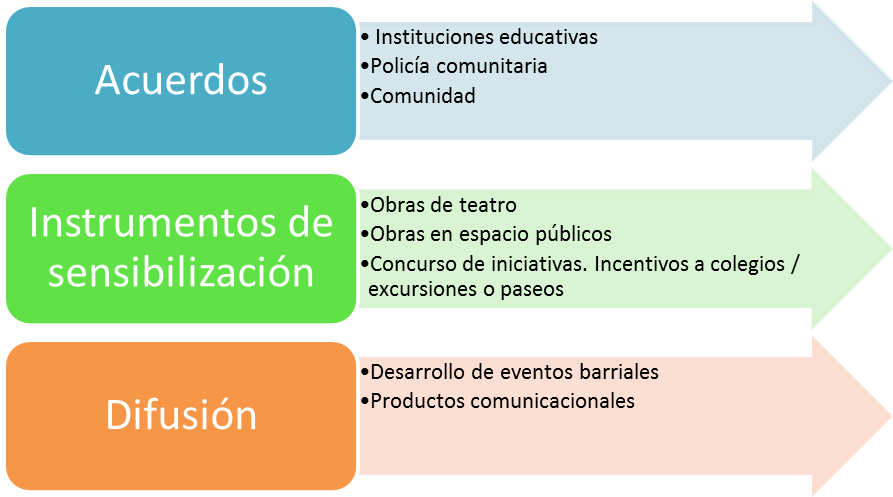 Acuerdos
• Instituciones educativas
•Policía comunitaria
•Comunidad
Instrumentos de
sensibilización
•Obras de teatro
•Obras en espacio públicos
•Concurso de iniciativas. Incentivos a colegios /
excursiones o paseos
Difusión
•Desarrollo de eventos barriales
•Productos comunicacionales